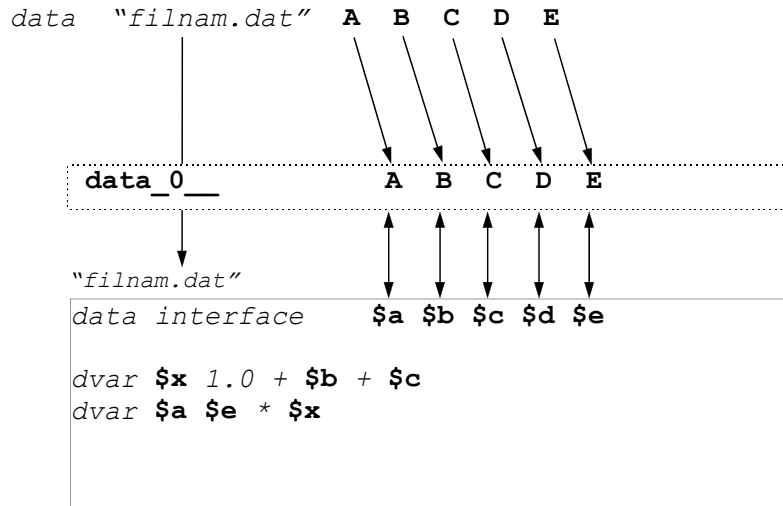 data “filnam.dat” A B C D E
data_0__ A B C D E
“filnam.dat”
data interface $a $b $c $d $e
dvar $x 1.0 + $b + $c
dvar $a $e * $x